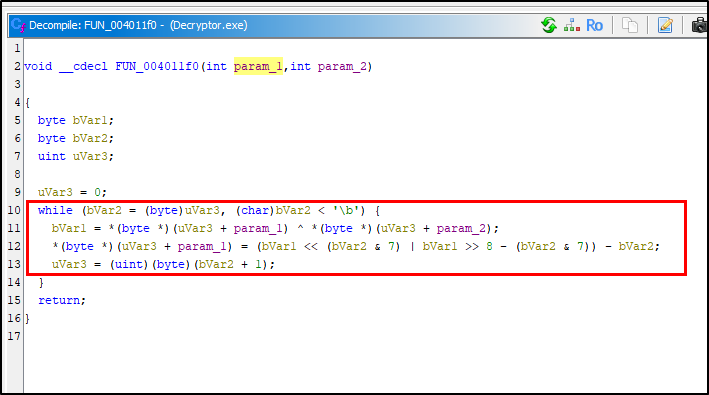 Decompile: FUN_004011f0 - (Decryptor.exe)
Ro
1
2 void __cdecl FUN_004011f0(int param_1,int param_2)
3
4 {
5   byte bVar1;
6   byte bVar2;
7   uint uVar3;
8
9   uVar3 = 0;
10   while (bVar2 = (byte)uVar3, (char)bVar2 < '\b') {
11     bVar1 = *(byte *)(uVar3 + param_1) ^ *(byte *)(uVar3 + param_2);
12     *(byte *)(uVar3 + param_1) = (bVar1 << (bVar2 & 7) | bVar1 >> 8 - (bVar2 & 7)) - bVar2;
13     uVar3 = (uint)(byte)(bVar2 + 1);
14   }
15   return;
16 }
17